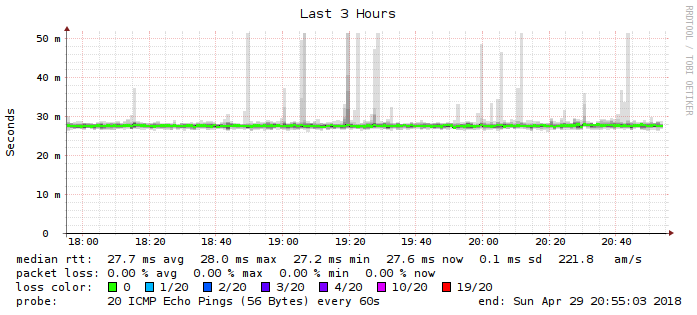 Last 3 Hours
RRDTOOL / TOBI OETIKER
Seconds
50 m
40 m
30 m
20 m
10 m
0
18:00 18:20 18:40 19:00 19:20 19:40 20:00 20:20 20:40
median rtt: 27.7 ms avg 28.0 ms max 27.2 ms min 27.6 ms now 0.1 ms sd 221.8 am/s
packet loss: 0.00 % avg 0.00 % max 0.00 % min 0.00 % now
loss color: 0 1/20 2/20 3/20 4/20 10/20 19/20
probe: 20 ICMP Echo Pings (56 Bytes) every 60s end: Sun Apr 29 20:55:03 2018